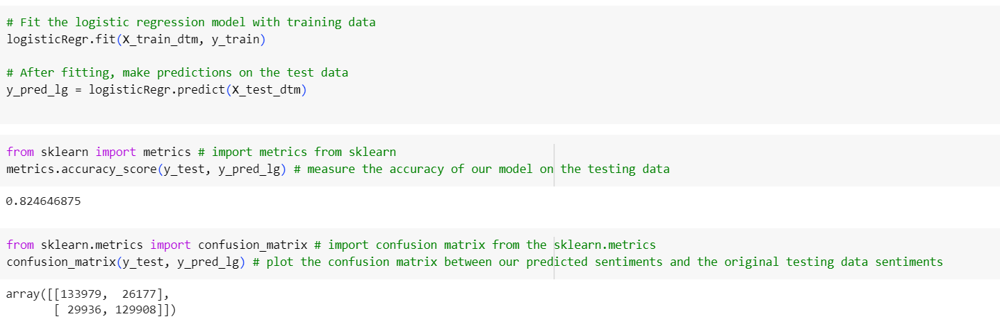 # Fit the logistic regression model with training data
logisticRegr.fit(X_train_dtm, y_train)
# After fitting, make predictions on the test data
y_pred_lg = logisticRegr.predict(X_test_dtm)
from sklearn import metrics # import metrics from sklearn
metrics.accuracy_score(y_test, y_pred_lg) # measure the accuracy of our model on the testing data
0.824646875
from sklearn.metrics import confusion_matrix # import confusion matrix from the sklearn.metrics
confusion_matrix(y_test, y_pred_lg) # plot the confusion matrix between our predicted sentiments and the original testing data sentiments
array([[133979,  26177],
       [ 29936, 129908]])